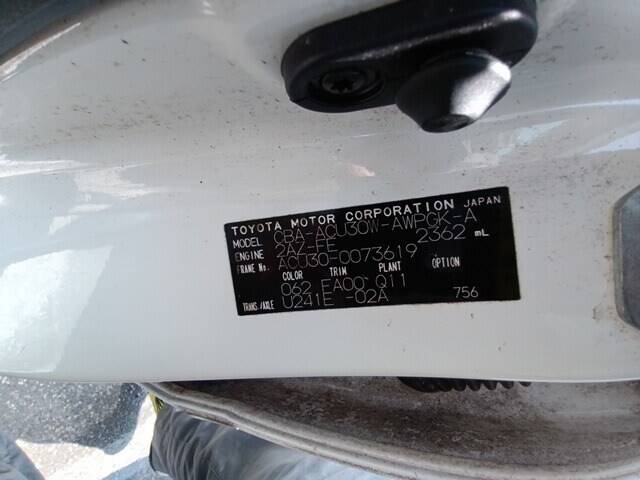 TOYOTA MOTOR CORPORATION JAPAN
MODEL CBA-ACU30W-AWPGK-A
ENGINE 2AZ-FE 2362 mL
FRAME No. ACU30-0073619
COLOR TRIM PLANT
062 EA00 Q11
TRANS./AXLE U241E -02A 756